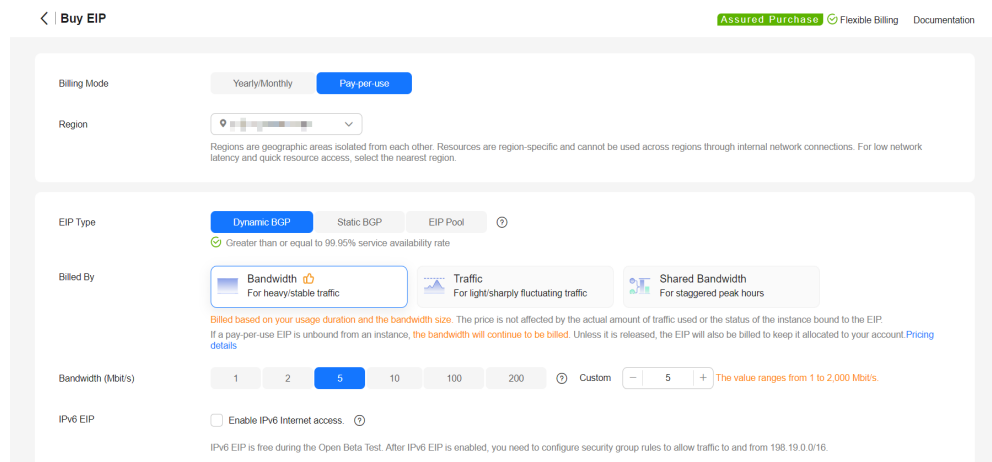 Buy EIP
Assured Purchase Flexible Billing Documentation
Billing Mode Yearly/Monthly Pay-per-use
Region
Regions are geographic areas isolated from each other. Resources are region-specific and cannot be used across regions through internal network connections. For low network
latency and quick resource access, select the nearest region.
EIP Type Dynamic BGP Static BGP EIP Pool ?
Greater than or equal to 99.95% service availability rate
Billed By
Bandwidth
For heavy/stable traffic
Traffic
For light/sharply fluctuating traffic
Shared Bandwidth
For staggered peak hours
Billed based on your usage duration and the bandwidth size. The price is not affected by the actual amount of traffic used or the status of the instance bound to the EIP.
If a pay-per-use EIP is unbound from an instance, the bandwidth will continue to be billed. Unless it is released, the EIP will also be billed to keep it allocated to your account.Pricing
details
Bandwidth (Mbit/s) 1 2 5 10 100 200 ? Custom − 5 + The value ranges from 1 to 2,000 Mbit/s.
IPv6 EIP Enable IPv6 Internet access. ?
IPv6 EIP is free during the Open Beta Test. After IPv6 EIP is enabled, you need to configure security group rules to allow traffic to and from 198.19.0.0/16.